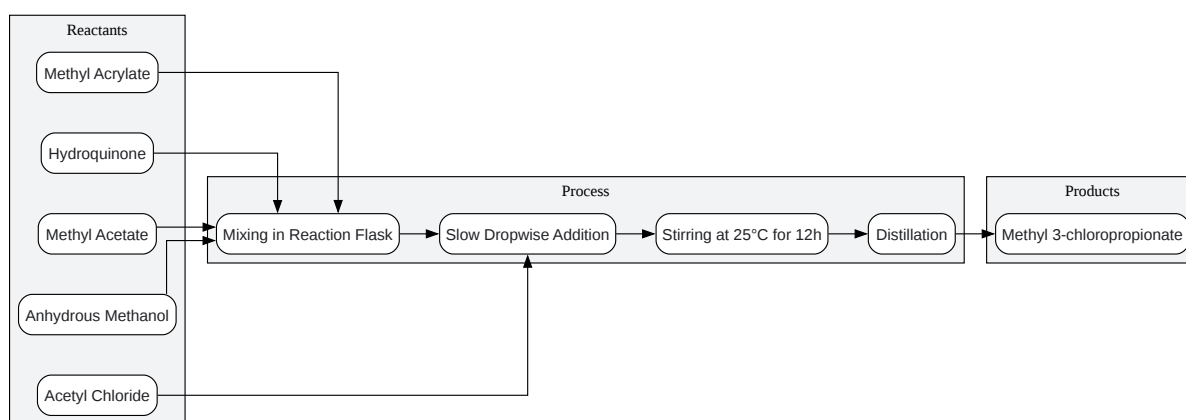 Reactants
Methyl Acrylate
Hydroquinone
Methyl Acetate
Anhydrous Methanol
Acetyl Chloride
Process
Mixing in Reaction Flask
Slow Dropwise Addition
Stirring at 25°C for 12h
Distillation
Products
Methyl 3-chloropropionate